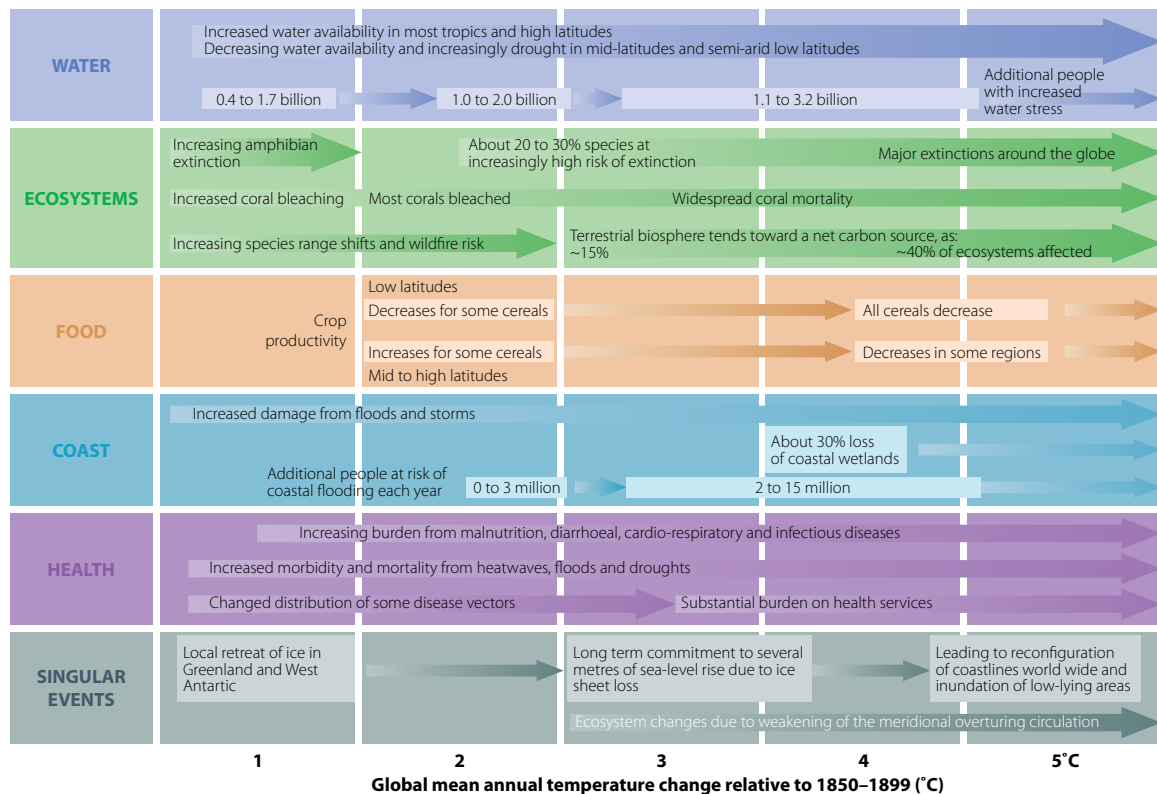 WATER
Increased water availability in most tropics and high latitudes
Decreasing water availability and increasingly drought in mid-latitudes and semi-arid low latitudes
0.4 to 1.7 billion
1.0 to 2.0 billion
1.1 to 3.2 billion
Additional people
with increased
water stress
ECOSYSTEMS
Increasing amphibian
extinction
About 20 to 30% species at
increasingly high risk of extinction
Major extinctions around the globe
Increased coral bleaching
Most corals bleached
Widespread coral mortality
Increasing species range shifts and wildfire risk
Terrestrial biosphere tends toward a net carbon source, as:
~15%
~40% of ecosystems affected
FOOD
Crop
productivity
Low latitudes
Decreases for some cereals
All cereals decrease
Increases for some cereals
Decreases in some regions
Mid to high latitudes
COAST
Increased damage from floods and storms
About 30% loss
of coastal wetlands
Additional people at risk of
coastal flooding each year
0 to 3 million
2 to 15 million
HEALTH
Increasing burden from malnutrition, diarrhoeal, cardio-respiratory and infectious diseases
Increased morbidity and mortality from heatwaves, floods and droughts
Changed distribution of some disease vectors
Substantial burden on health services
SINGULAR
EVENTS
Local retreat of ice in
Greenland and West
Antartic
Long term commitment to several
metres of sea-level rise due to ice
sheet loss
Leading to reconfiguration
of coastlines world wide and
inundation of low-lying areas
Ecosystem changes due to weakening of the meridional overturing circulation
1
2
3
4
5˚C
Global mean annual temperature change relative to 1850–1899 (˚C)